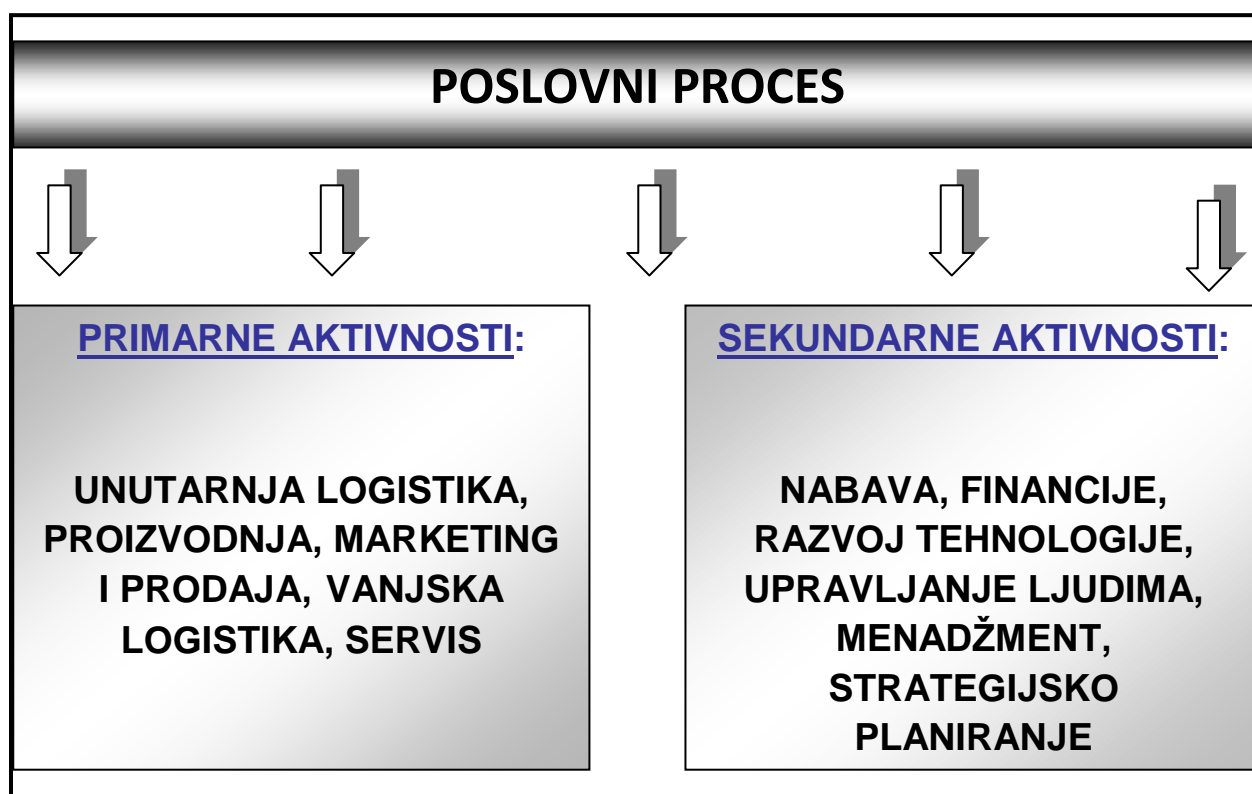 POSLOVNI PROCES
PRIMARNE AKTIVNOSTI:
UNUTARNJA LOGISTIKA,
PROIZVODNJA, MARKETING
I PRODAJA, VANJSKA
LOGISTIKA, SERVIS
SEKUNDARNE AKTIVNOSTI:
NABAVA, FINANCIJE,
RAZVOJ TEHNOLOGIJE,
UPRAVLJANJE LJUDIMA,
MENADŽMENT,
STRATEGIJSKO
PLANIRANJE